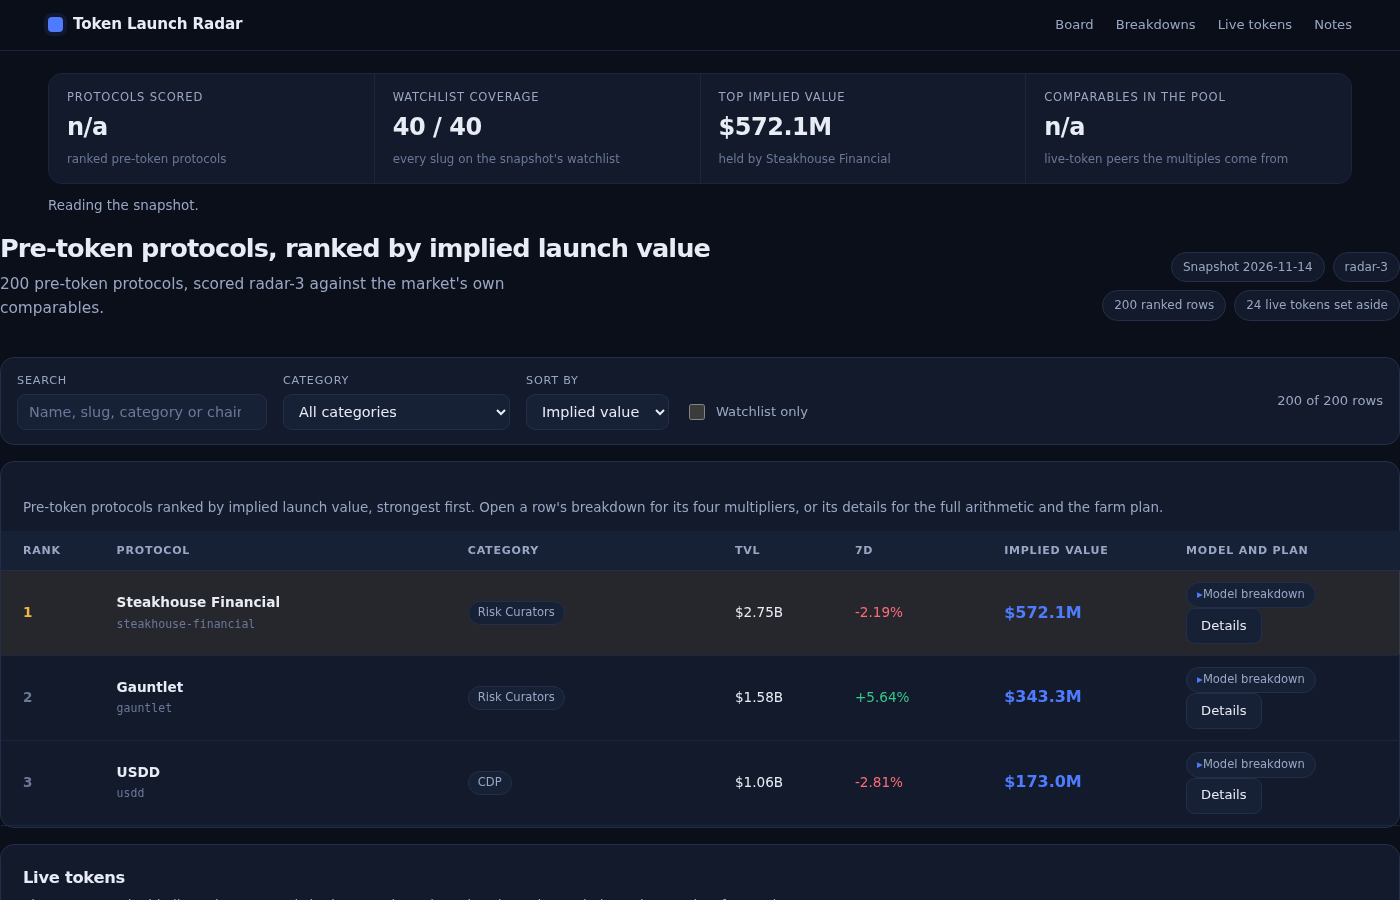 Token Launch Radar
Board Breakdowns Live tokens Notes
PROTOCOLS SCORED
n/a
ranked pre-token protocols
WATCHLIST COVERAGE
40 / 40
every slug on the snapshot's watchlist
TOP IMPLIED VALUE
$572.1M
held by Steakhouse Financial
COMPARABLES IN THE POOL
n/a
live-token peers the multiples come from
Reading the snapshot.
Pre-token protocols, ranked by implied launch value
200 pre-token protocols, scored radar-3 against the market's own
comparables.
Snapshot 2026-11-14 radar-3
200 ranked rows 24 live tokens set aside
SEARCH
Name, slug, category or chain
CATEGORY
All categories
SORT BY
Implied value
Watchlist only
200 of 200 rows
Pre-token protocols ranked by implied launch value, strongest first. Open a row's breakdown for its four multipliers, or its details for the full arithmetic and the farm plan.
RANK PROTOCOL CATEGORY TVL 7D IMPLIED VALUE MODEL AND PLAN
1 Steakhouse Financial Risk Curators $2.75B -2.19% $572.1M ▸Model breakdown
steakhouse-financial Details
2 Gauntlet Risk Curators $1.58B +5.64% $343.3M ▸Model breakdown
gauntlet Details
3 USDD CDP $1.06B -2.81% $173.0M ▸Model breakdown
usdd Details
Live tokens